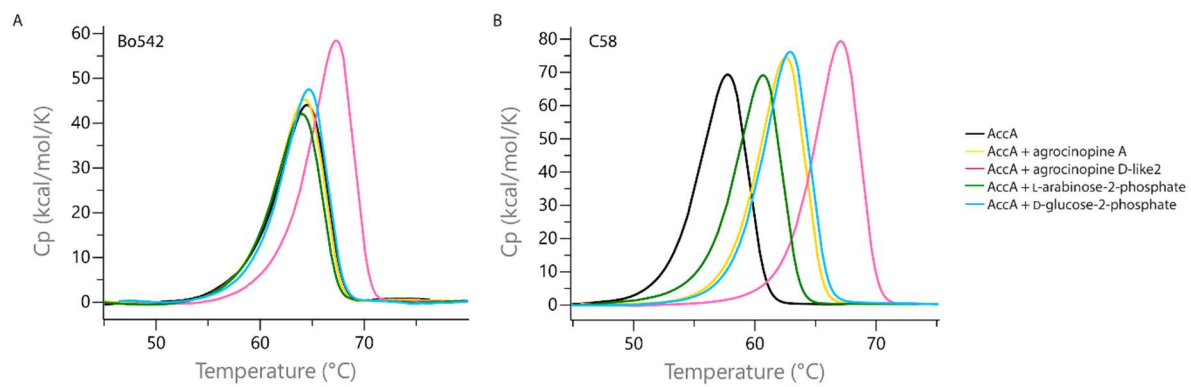 A
Bo542
60
50
40
30
20
10
0
Cp (kcal/mol/K)
50
60
70
Temperature (°C)
B
C58
80
70
60
50
40
30
20
10
0
Cp (kcal/mol/K)
50
60
70
Temperature (°C)
AccA
AccA + agrocinopine A
AccA + agrocinopine D-like2
AccA + L-arabinose-2-phosphate
AccA + D-glucose-2-phosphate